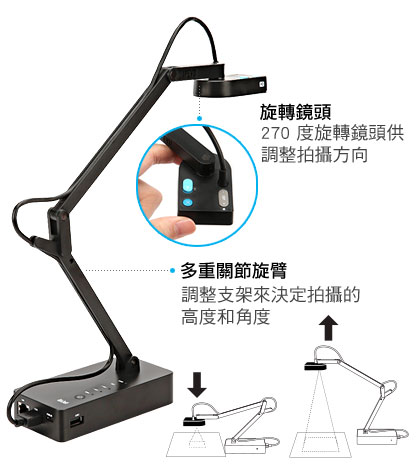 旋轉鏡頭
270 度旋轉鏡頭供
調整拍攝方向
多重關節旋臂
調整支架來決定拍攝的
高度和角度